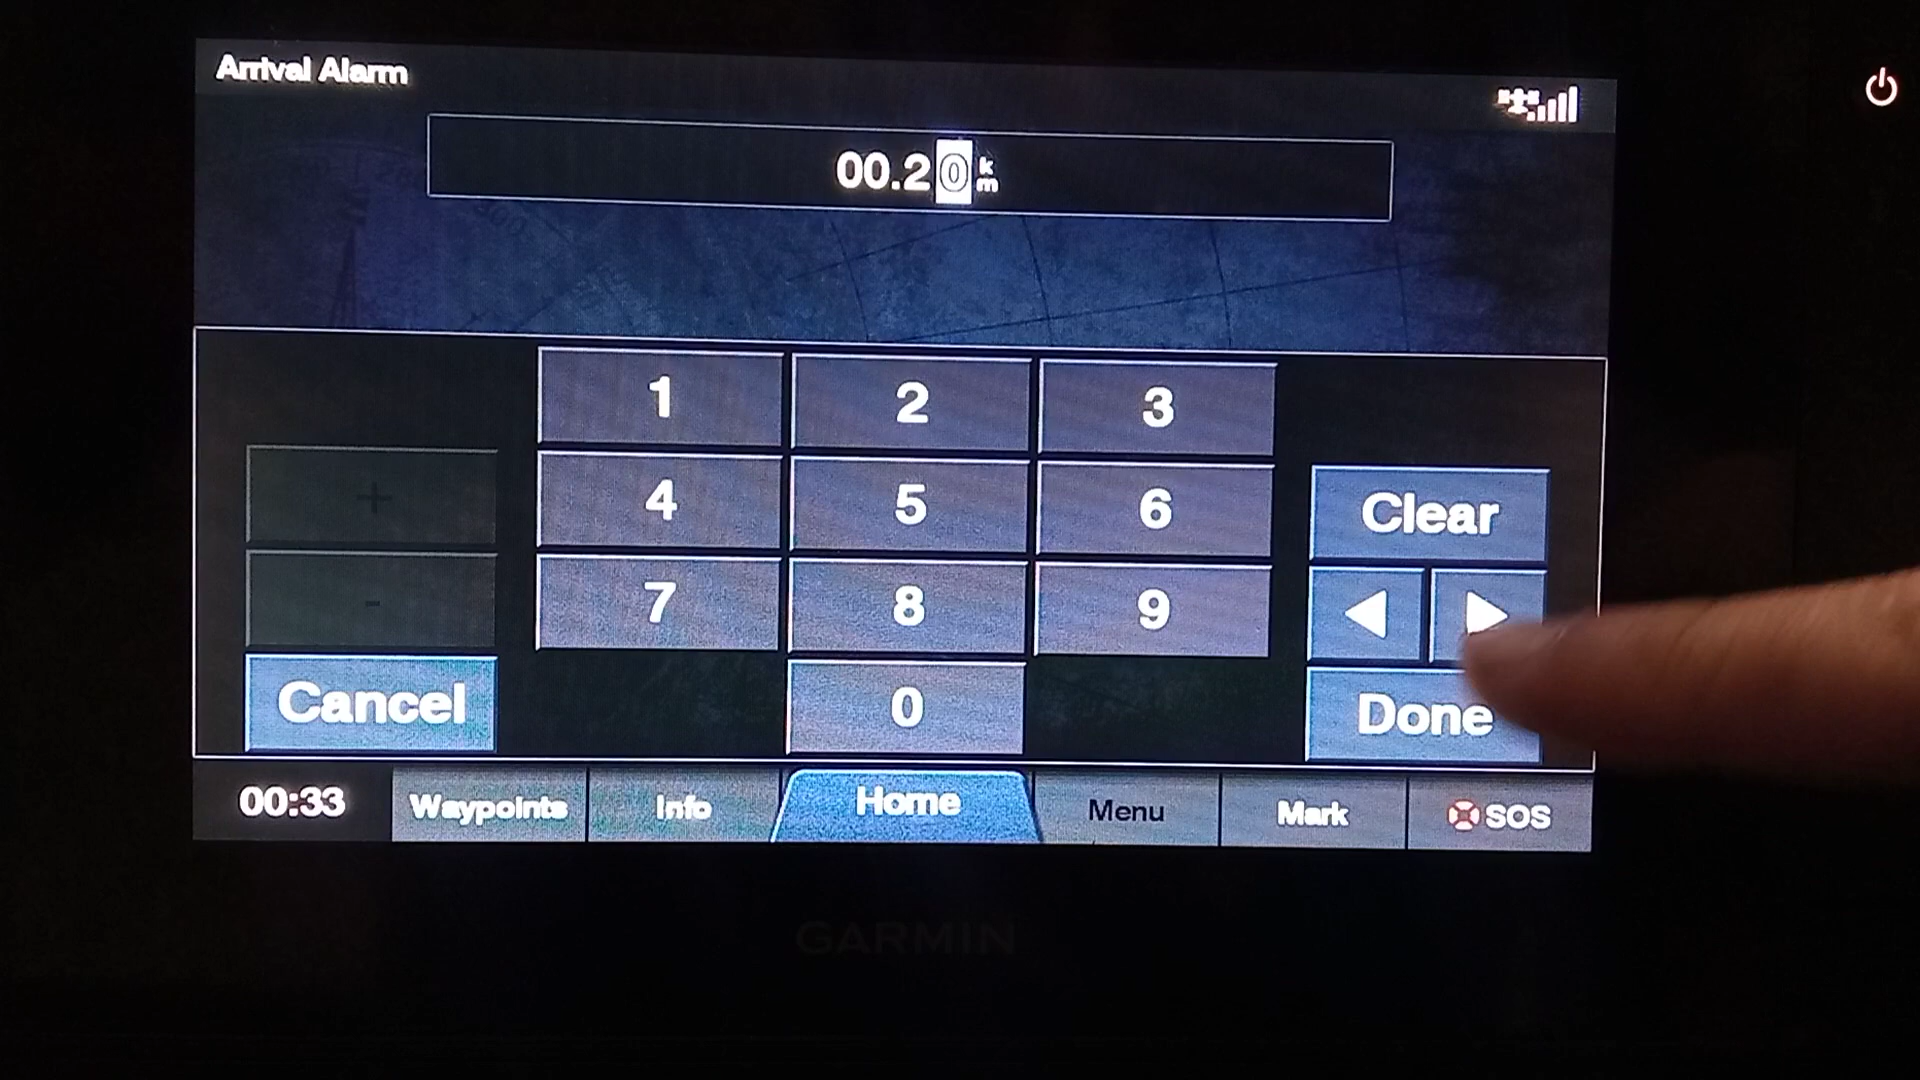 Arrival Alarm
00.20 km
1 2 3
+ 4 5 6 Clear
- 7 8 9
Cancel 0 Done
00:33 Waypoints Info Home Menu Mark SOS
GARMIN